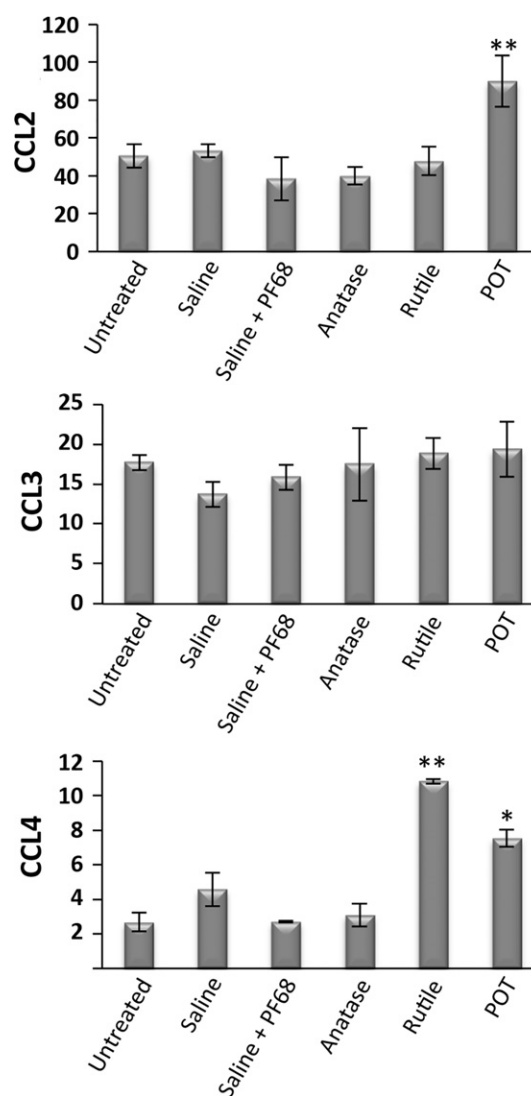 CCL2
120
100
80
60
40
20
0
**
Untreated
Saline
Saline + PF68
Anatase
Rutile
POT
CCL3
25
20
15
10
5
0
Untreated
Saline
Saline + PF68
Anatase
Rutile
POT
CCL4
12
10
8
6
4
2
**
*
Untreated
Saline
Saline + PF68
Anatase
Rutile
POT